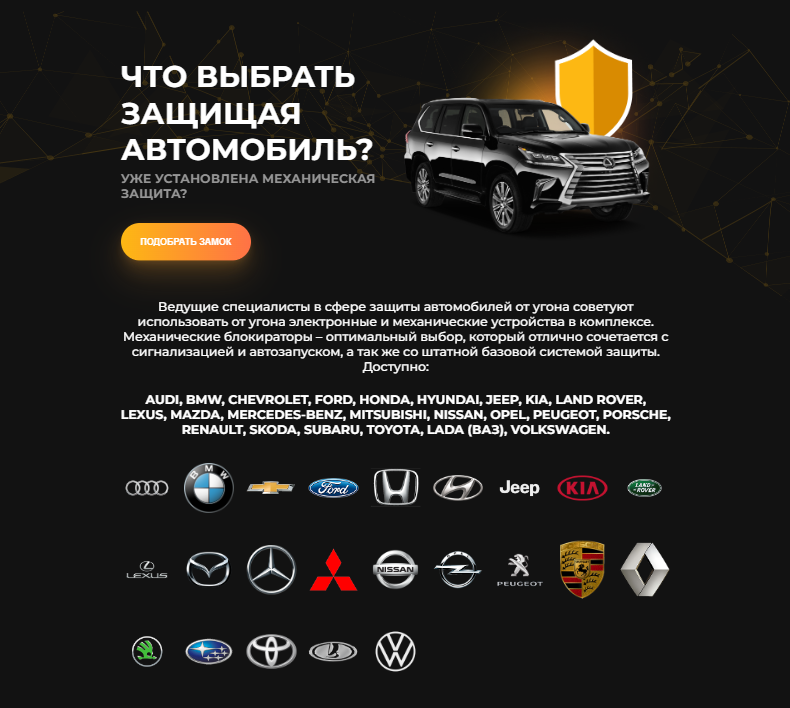 ЧТО ВЫБРАТЬ
ЗАЩИЩАЯ
АВТОМОБИЛЬ?
УЖЕ УСТАНОВЛЕНА МЕХАНИЧЕСКАЯ
ЗАЩИТА?
ПОДОБРАТЬ ЗАМОК
Ведущие специалисты в сфере защиты автомобилей от угона советуют
использовать от угона электронные и механические устройства в комплексе.
Механические блокираторы – оптимальный выбор, который отлично сочетается с
сигнализацией и автозапуском, а так же со штатной базовой системой защиты.
Доступно:
AUDI, BMW, CHEVROLET, FORD, HONDA, HYUNDAI, JEEP, KIA, LAND ROVER,
LEXUS, MAZDA, MERCEDES-BENZ, MITSUBISHI, NISSAN, OPEL, PEUGEOT, PORSCHE,
RENAULT, SKODA, SUBARU, TOYOTA, LADA (ВАЗ), VOLKSWAGEN.
BMW
Ford
Jeep
KIA
LAND
ROVER
LEXUS
NISSAN
PEUGEOT